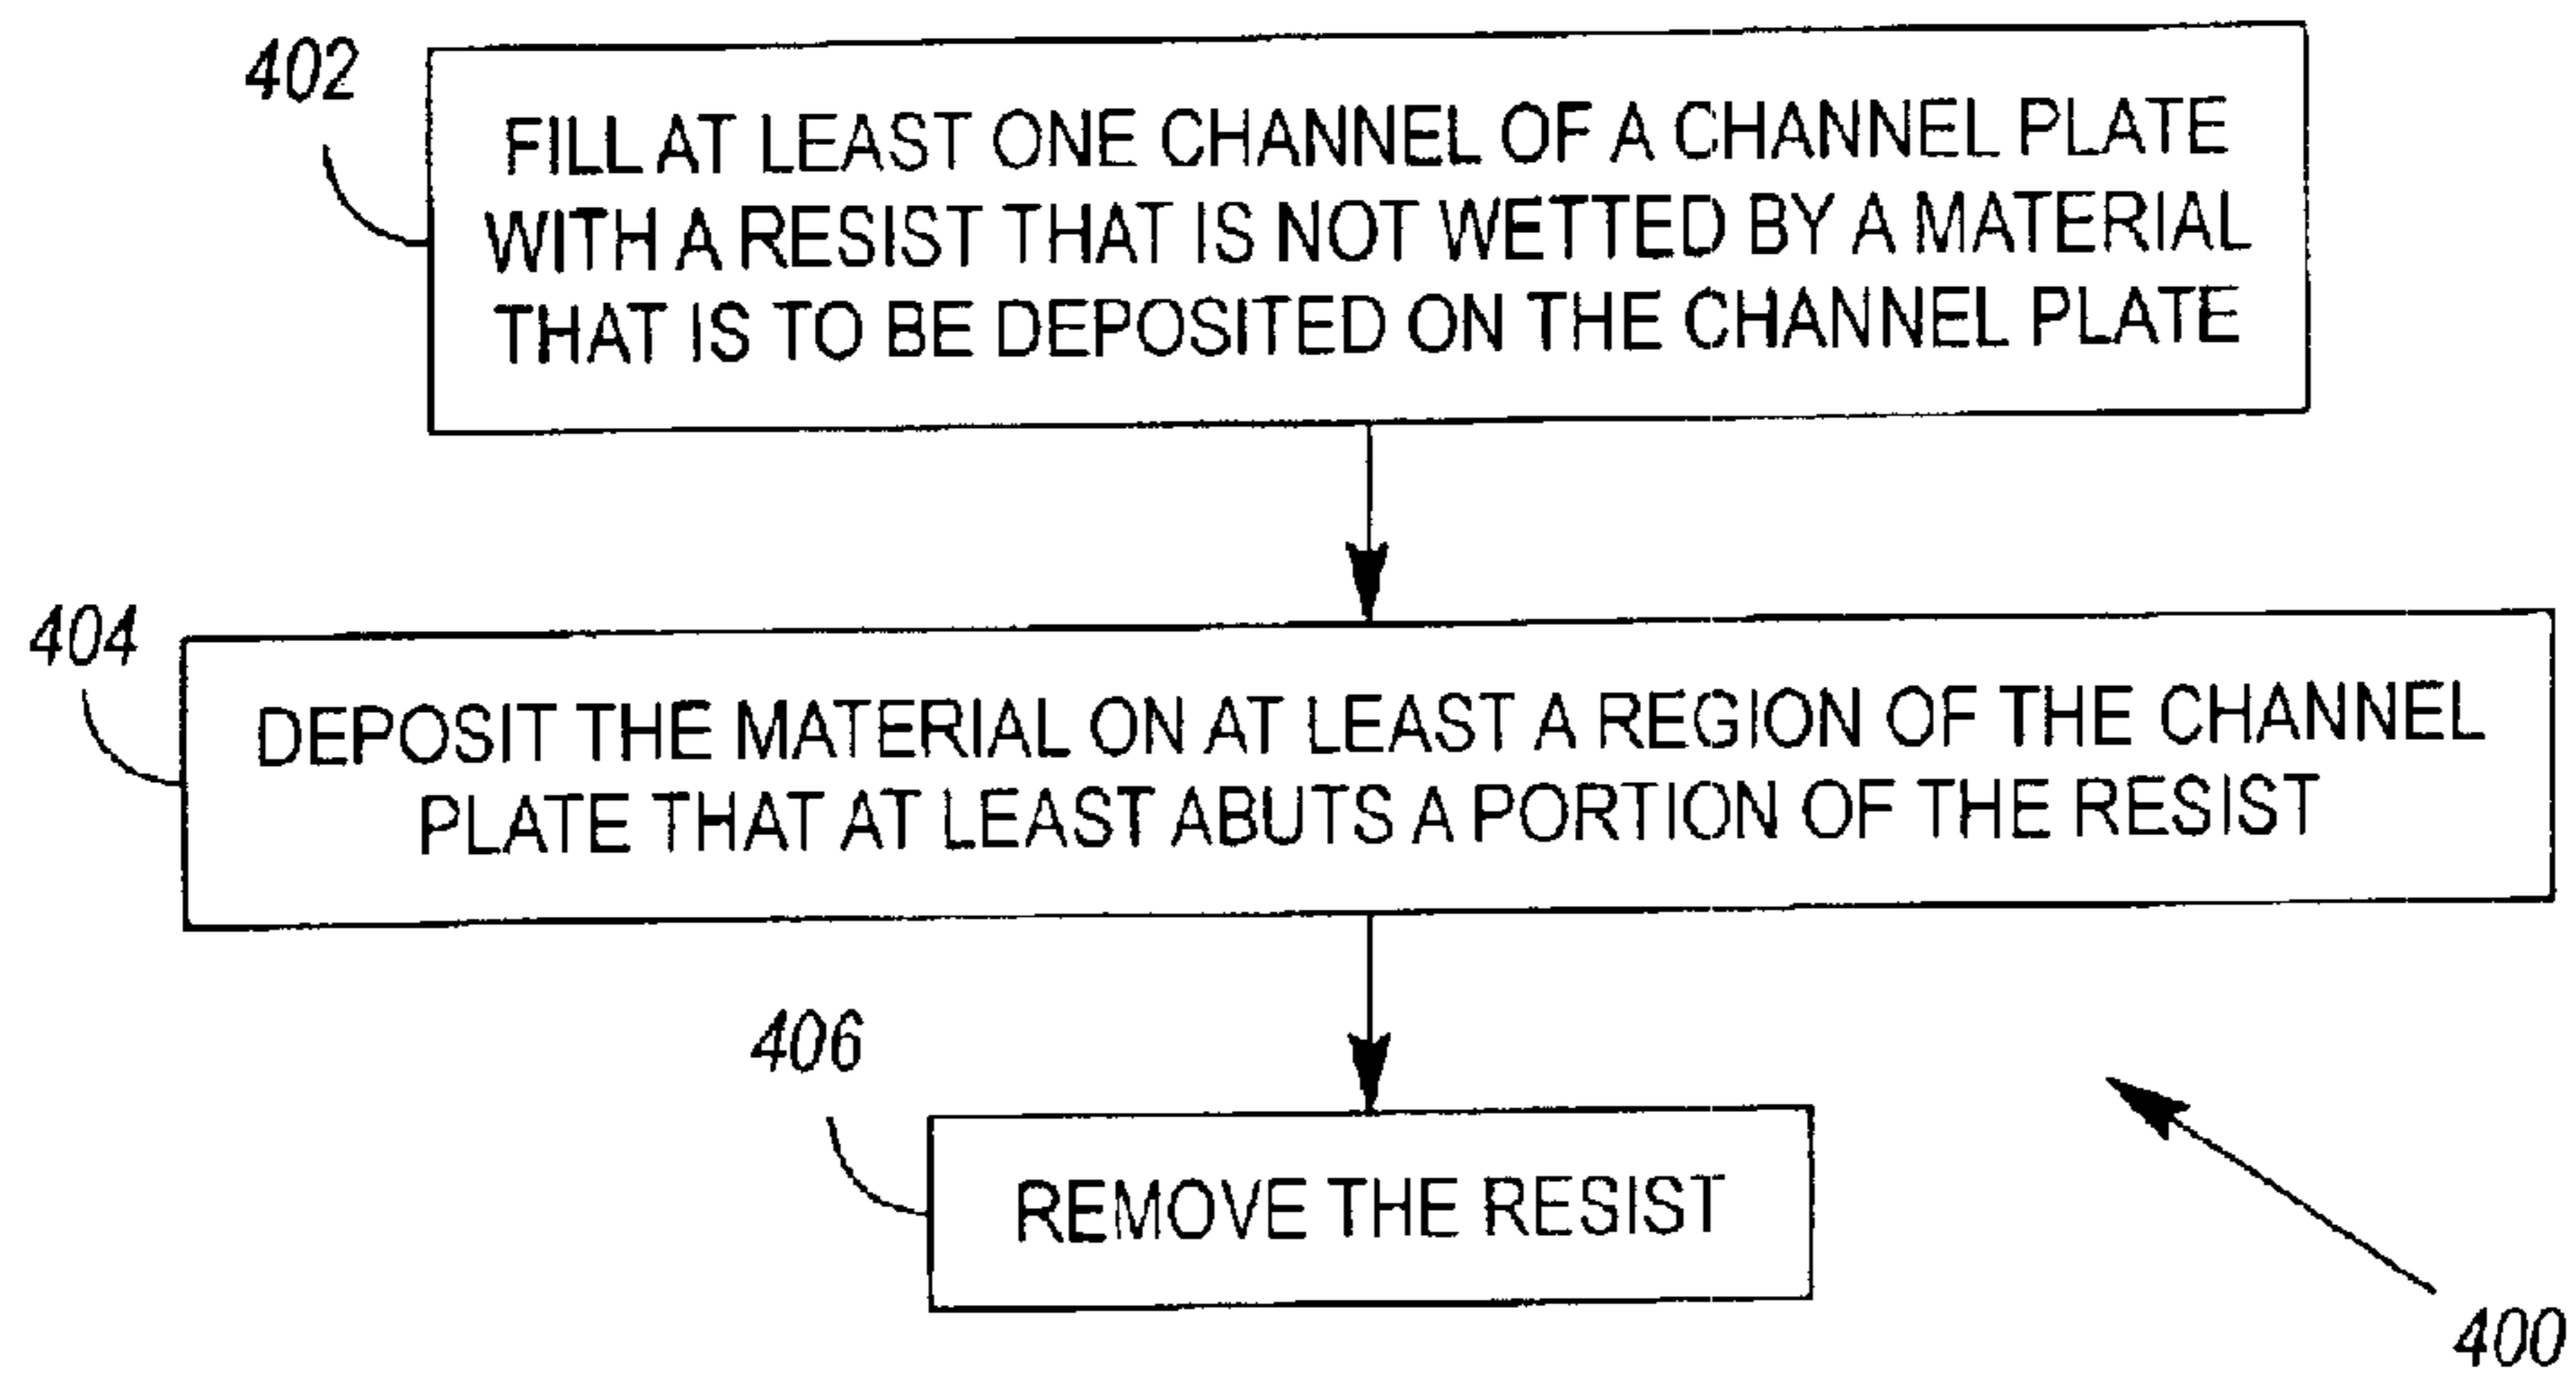 402
FILL AT LEAST ONE CHANNEL OF A CHANNEL PLATE
WITH A RESIST THAT IS NOT WETTED BY A MATERIAL
THAT IS TO BE DEPOSITED ON THE CHANNEL PLATE
404
DEPOSIT THE MATERIAL ON AT LEAST A REGION OF THE CHANNEL
PLATE THAT AT LEAST ABUTS A PORTION OF THE RESIST
406
REMOVE THE RESIST
400